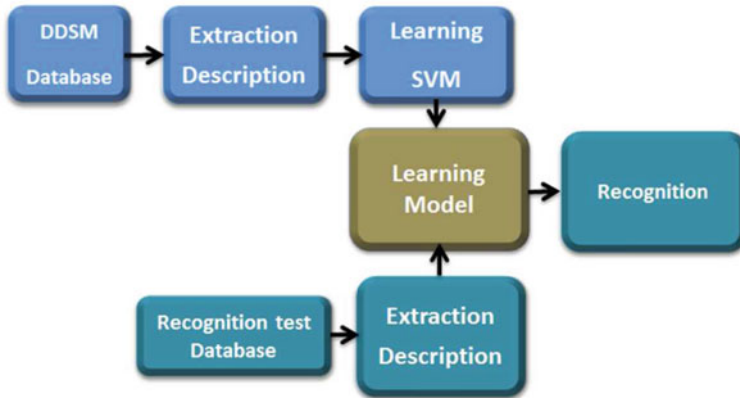 DDSM
Database
Extraction
Description
Learning
SVM
Learning
Model
Recognition
Recognition test
Database
Extraction
Description